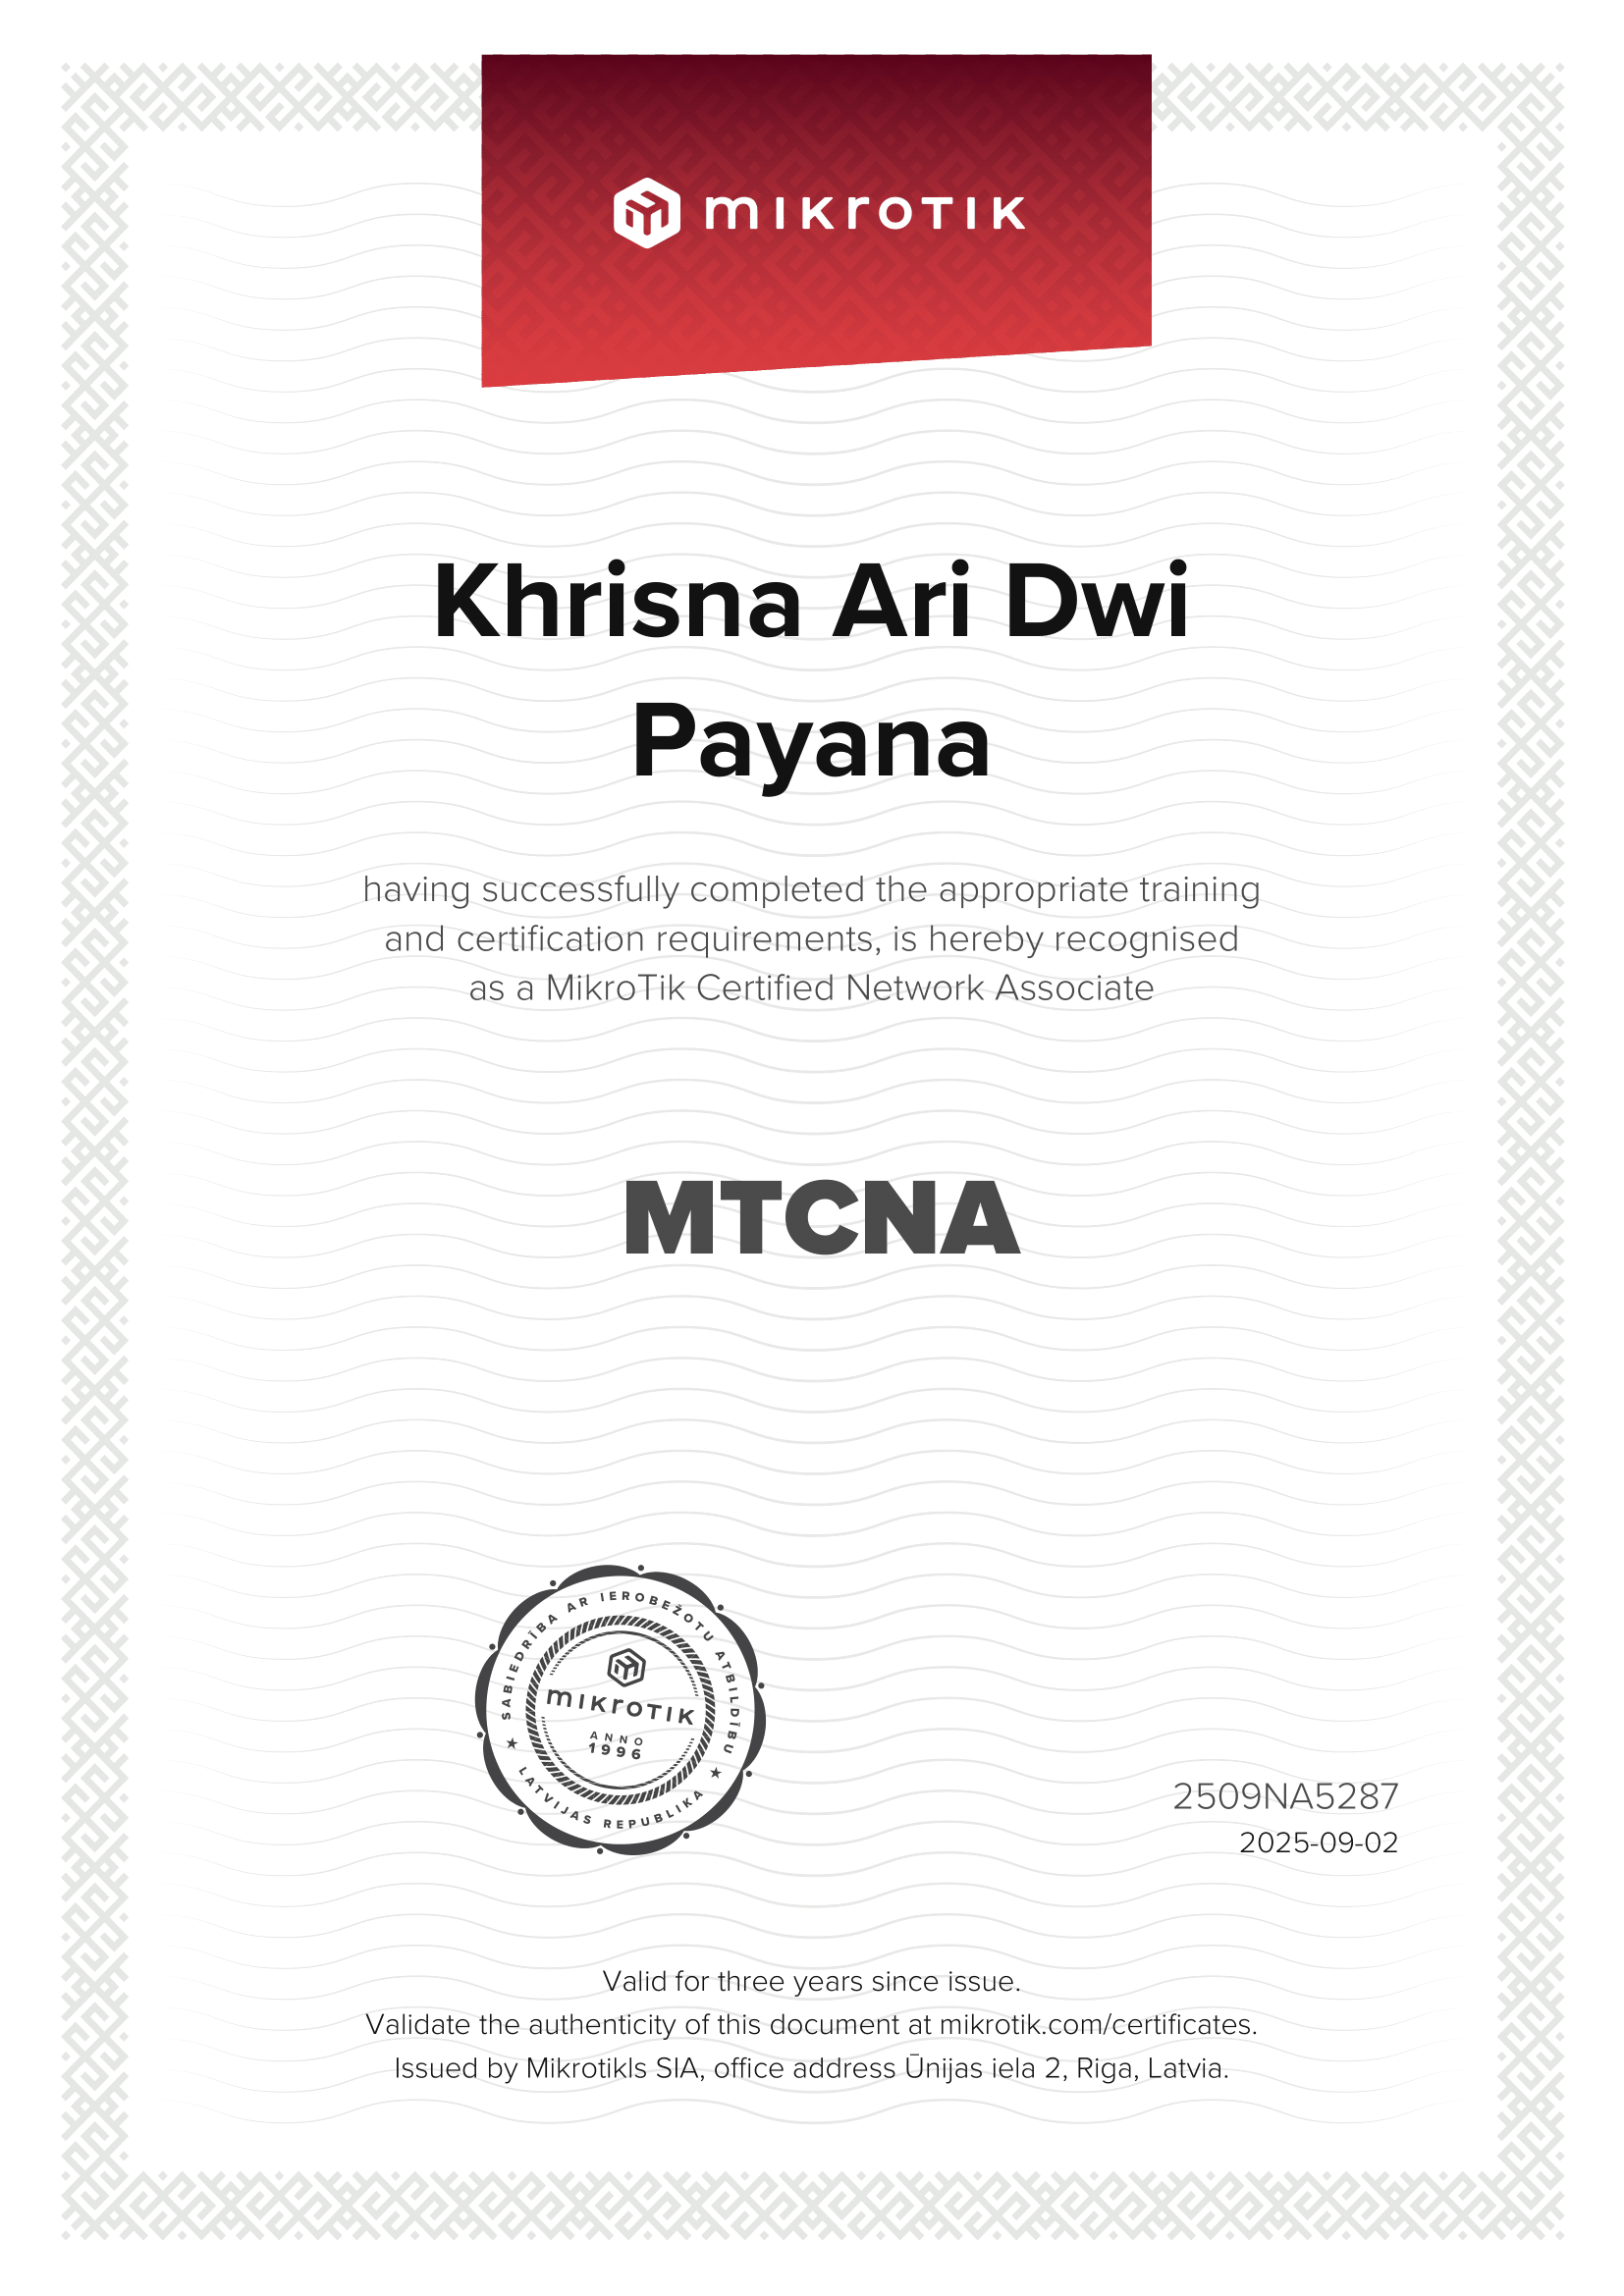 mikrotik
Khrisna Ari Dwi
Payana
having successfully completed the appropriate training
and certification requirements, is hereby recognised
as a MikroTik Certified Network Associate
MTCNA
SABIEDRĪBA AR IEROBEŽOTU ATBILDĪBU
mikrotik
ANNO
1996
★ LATVIJAS REPUBLIKA ★
2509NA5287
2025-09-02
Valid for three years since issue.
Validate the authenticity of this document at mikrotik.com/certificates.
Issued by Mikrotikls SIA, office address Ūnijas iela 2, Riga, Latvia.